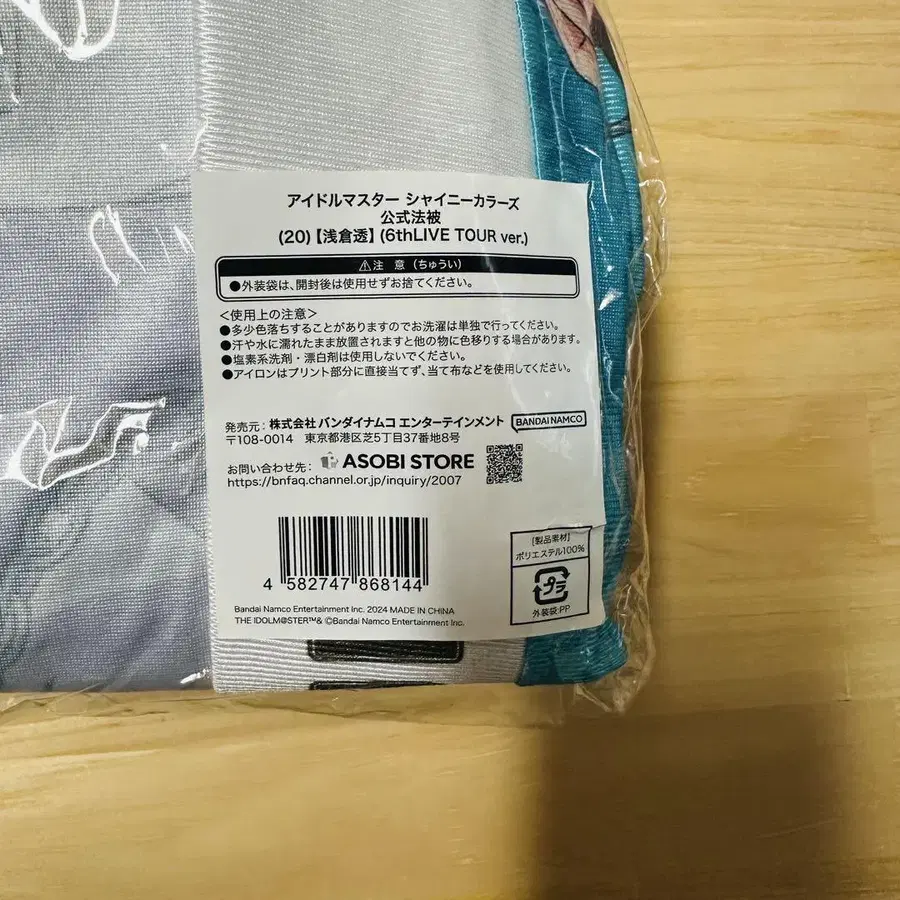 アイドルマスター シャイニーカラーズ
公式法被
(20)【浅倉透】(6thLIVE TOUR ver.)
⚠注 意（ちゅうい）
●外装袋は、開封後は使用せずお捨てください。
＜使用上の注意＞
●多少色落ちすることがありますのでお洗濯は単独で行ってください。
●汗や水に濡れたまま放置されますと他の物に色移りする場合があります。
●塩素系洗剤・漂白剤は使用しないでください。
●アイロンはプリント部分に直接当てず、当て布などを使用してください。
発売元：株式会社 バンダイナムコ エンターテインメント BANDAI NAMCO
〒108-0014 東京都港区芝5丁目37番地8号
お問い合わせ先： ASOBI STORE
https://bnfaq.channel.or.jp/inquiry/2007
4 582747 868144
[製品素材]
ポリエステル100%
プラ
外装袋:PP
Bandai Namco Entertainment Inc. 2024 MADE IN CHINA
THE IDOLM@STER™& ©Bandai Namco Entertainment Inc.